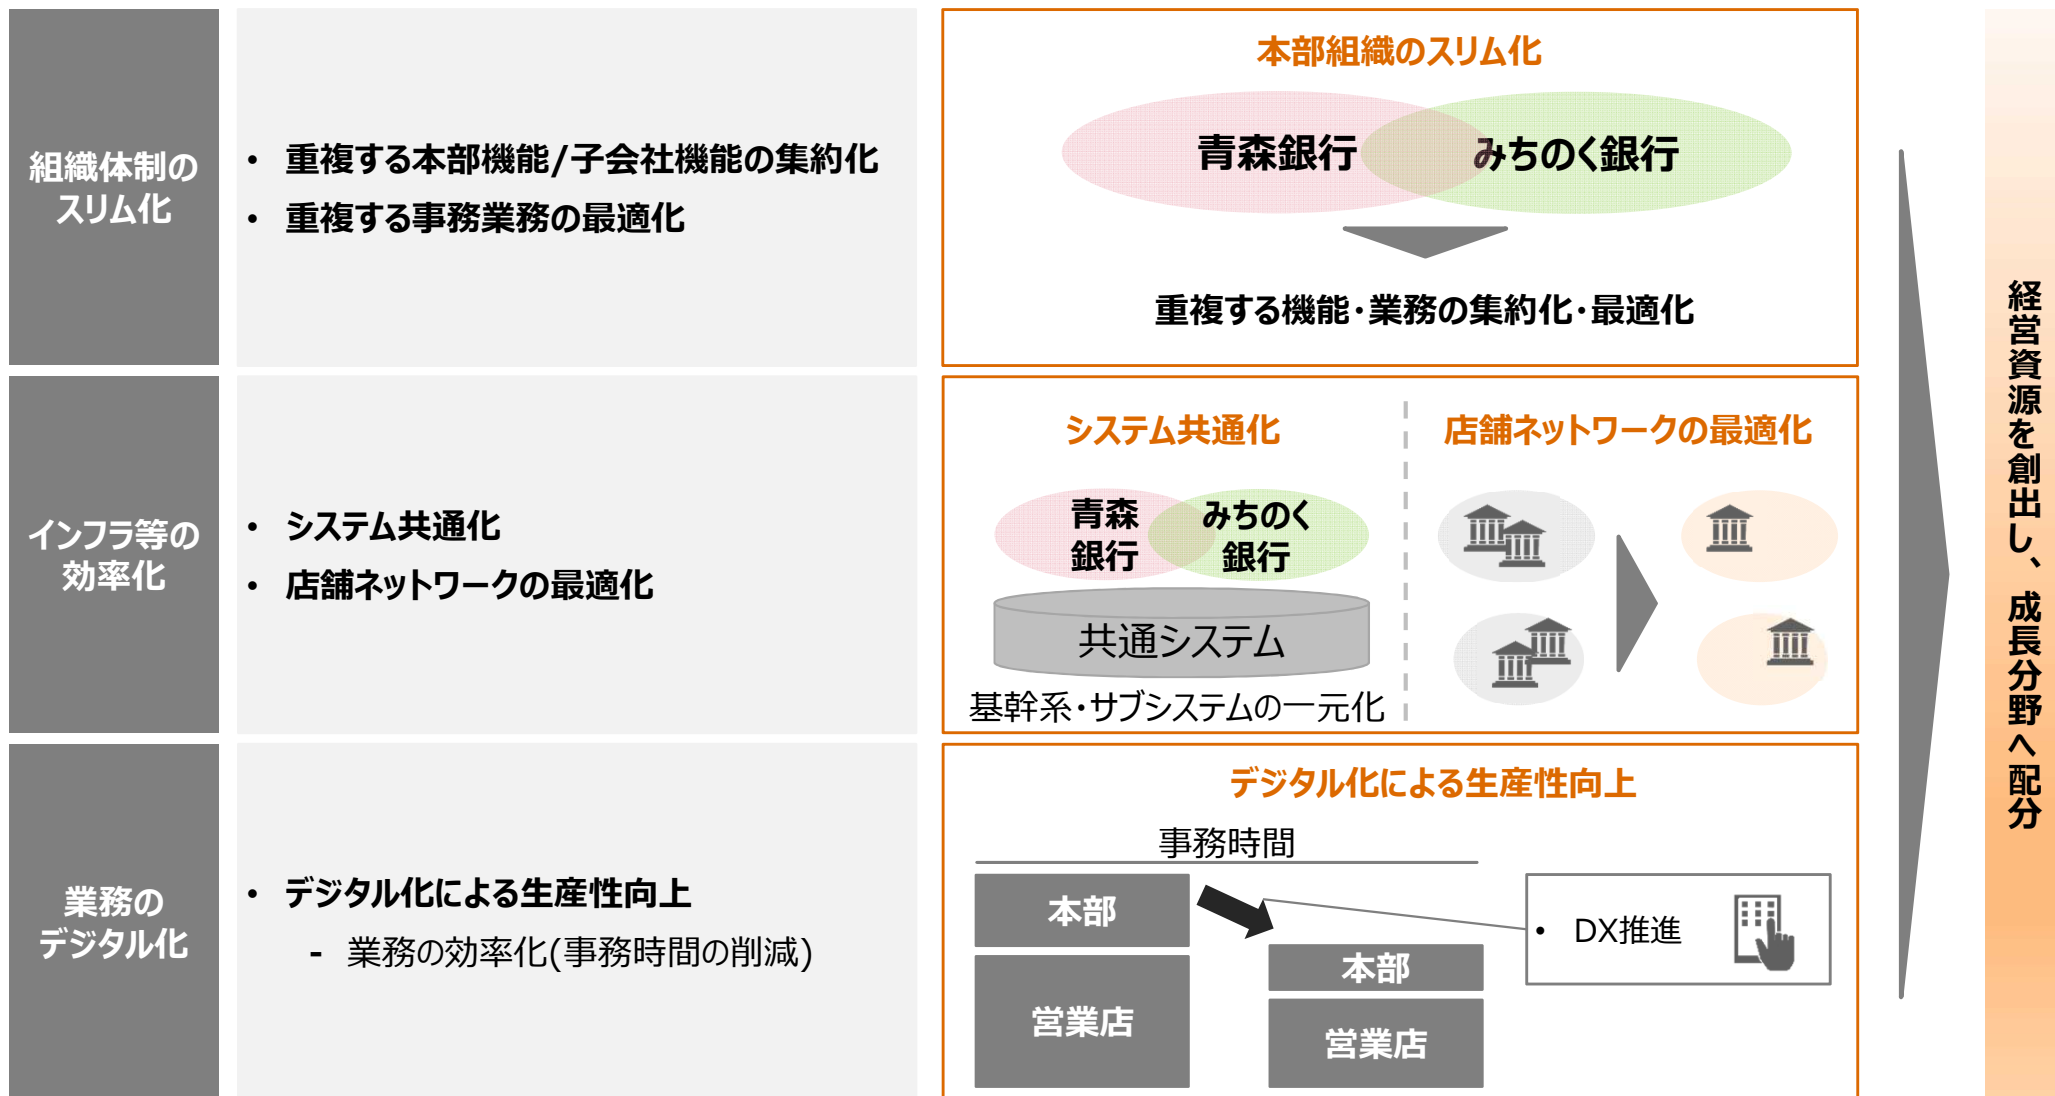 組織体制の
スリム化
• 重複する本部機能/子会社機能の集約化
• 重複する事務業務の最適化
本部組織のスリム化
青森銀行
みちのく銀行
重複する機能・業務の集約化・最適化
インフラ等の
効率化
• システム共通化
• 店舗ネットワークの最適化
システム共通化
青森
銀行
みちのく
銀行
共通システム
基幹系・サブシステムの一元化
店舗ネットワークの最適化
業務の
デジタル化
• デジタル化による生産性向上
- 業務の効率化(事務時間の削減)
デジタル化による生産性向上
事務時間
本部
営業店
本部
営業店
• DX推進
経営資源を創出し、成長分野へ配分